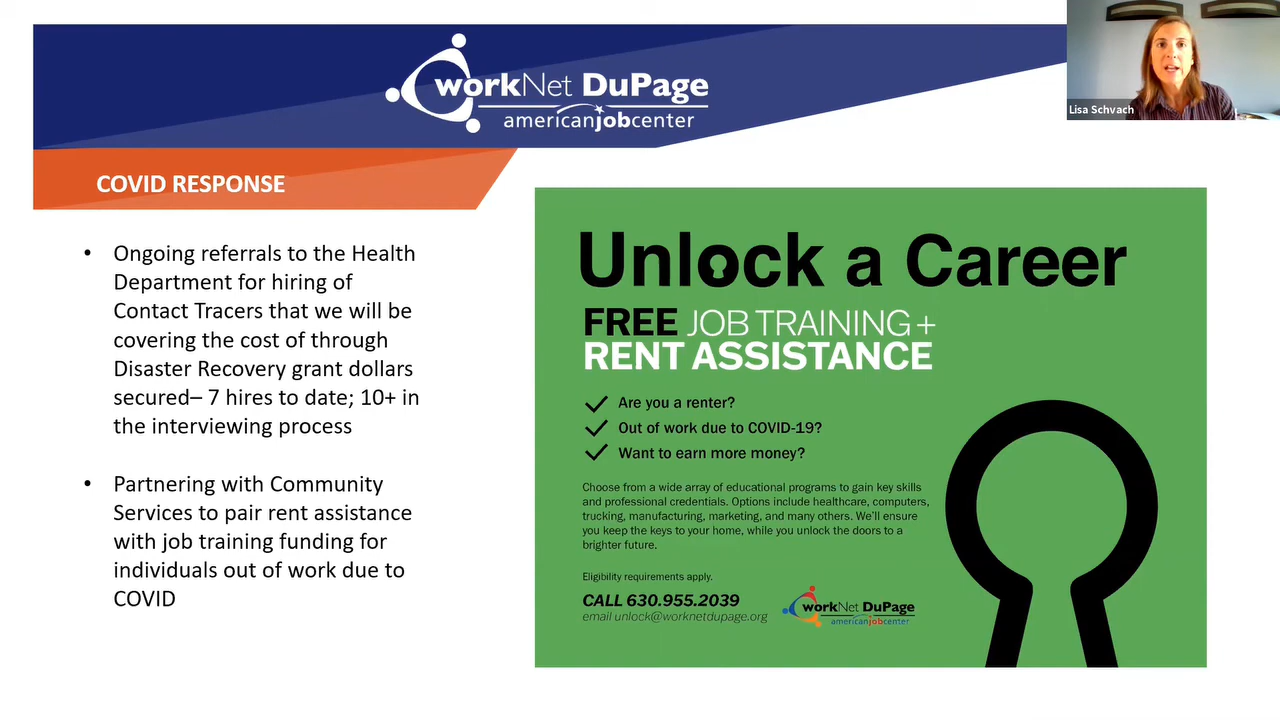 workNet DuPage
americanjobcenter
Lisa Schvach
COVID RESPONSE
• Ongoing referrals to the Health
Department for hiring of
Contact Tracers that we will be
covering the cost of through
Disaster Recovery grant dollars
secured– 7 hires to date; 10+ in
the interviewing process
• Partnering with Community
Services to pair rent assistance
with job training funding for
individuals out of work due to
COVID
Unlock a Career
FREE JOB TRAINING +
RENT ASSISTANCE
Are you a renter?
Out of work due to COVID-19?
Want to earn more money?
Choose from a wide array of educational programs to gain key skills
and professional credentials. Options include healthcare, computers,
trucking, manufacturing, marketing, and many others. We'll ensure
you keep the keys to your home, while you unlock the doors to a
brighter future.
Eligibility requirements apply.
CALL 630.955.2039
email unlock@worknetdupage.org
workNet DuPage
americanjobcenter